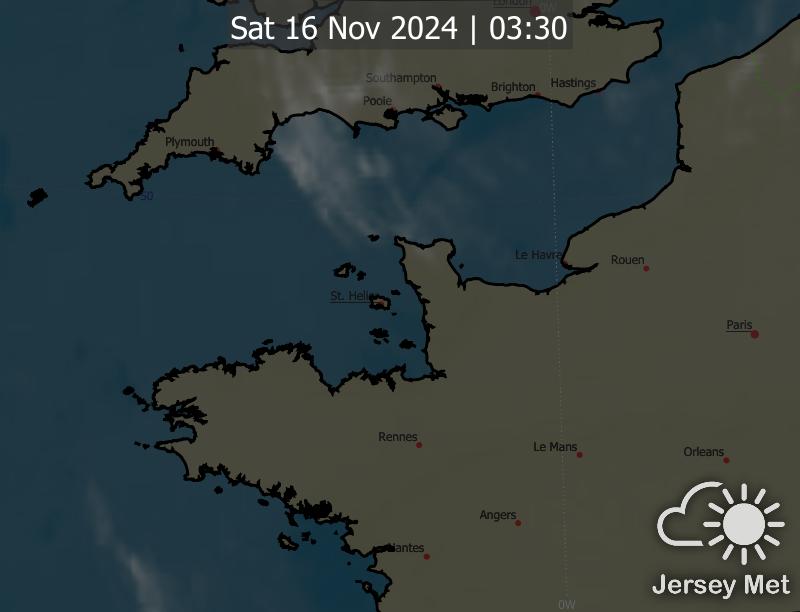 London
0W
Sat 16 Nov 2024 | 03:30
Southampton
Brighton
Hastings
Poole
Plymouth
50
Le Havre
Rouen
St. Helier
Paris
Rennes
Le Mans
Orleans
Angers
Nantes
Jersey Met
0W